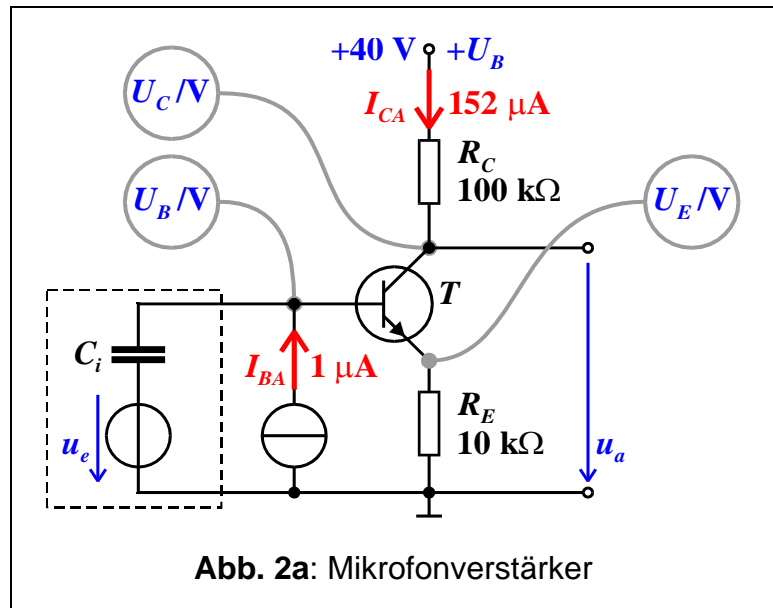 +40 V +U_B
U_C /V
I_CA 152 µA
R_C
100 kΩ
U_B /V
U_E /V
T
C_i
I_BA 1 µA
R_E
10 kΩ
u_e
u_a
Abb. 2a: Mikrofonverstärker